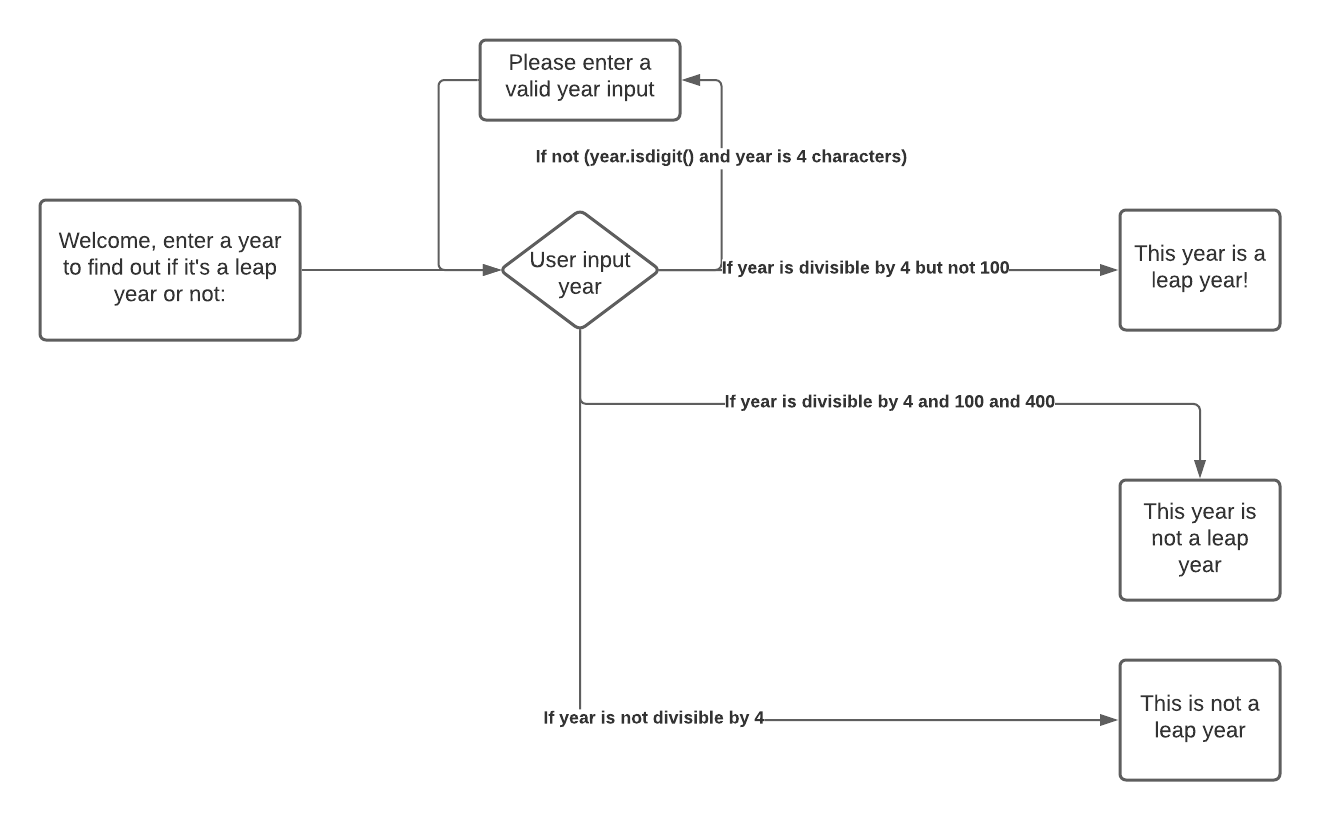 Please enter a
valid year input
If not (year.isdigit() and year is 4 characters)
Welcome, enter a year
to find out if it's a leap
year or not:
User input
year
If year is divisible by 4 but not 100
This year is a
leap year!
If year is divisible by 4 and 100 and 400
This year is
not a leap
year
If year is not divisible by 4
This is not a
leap year